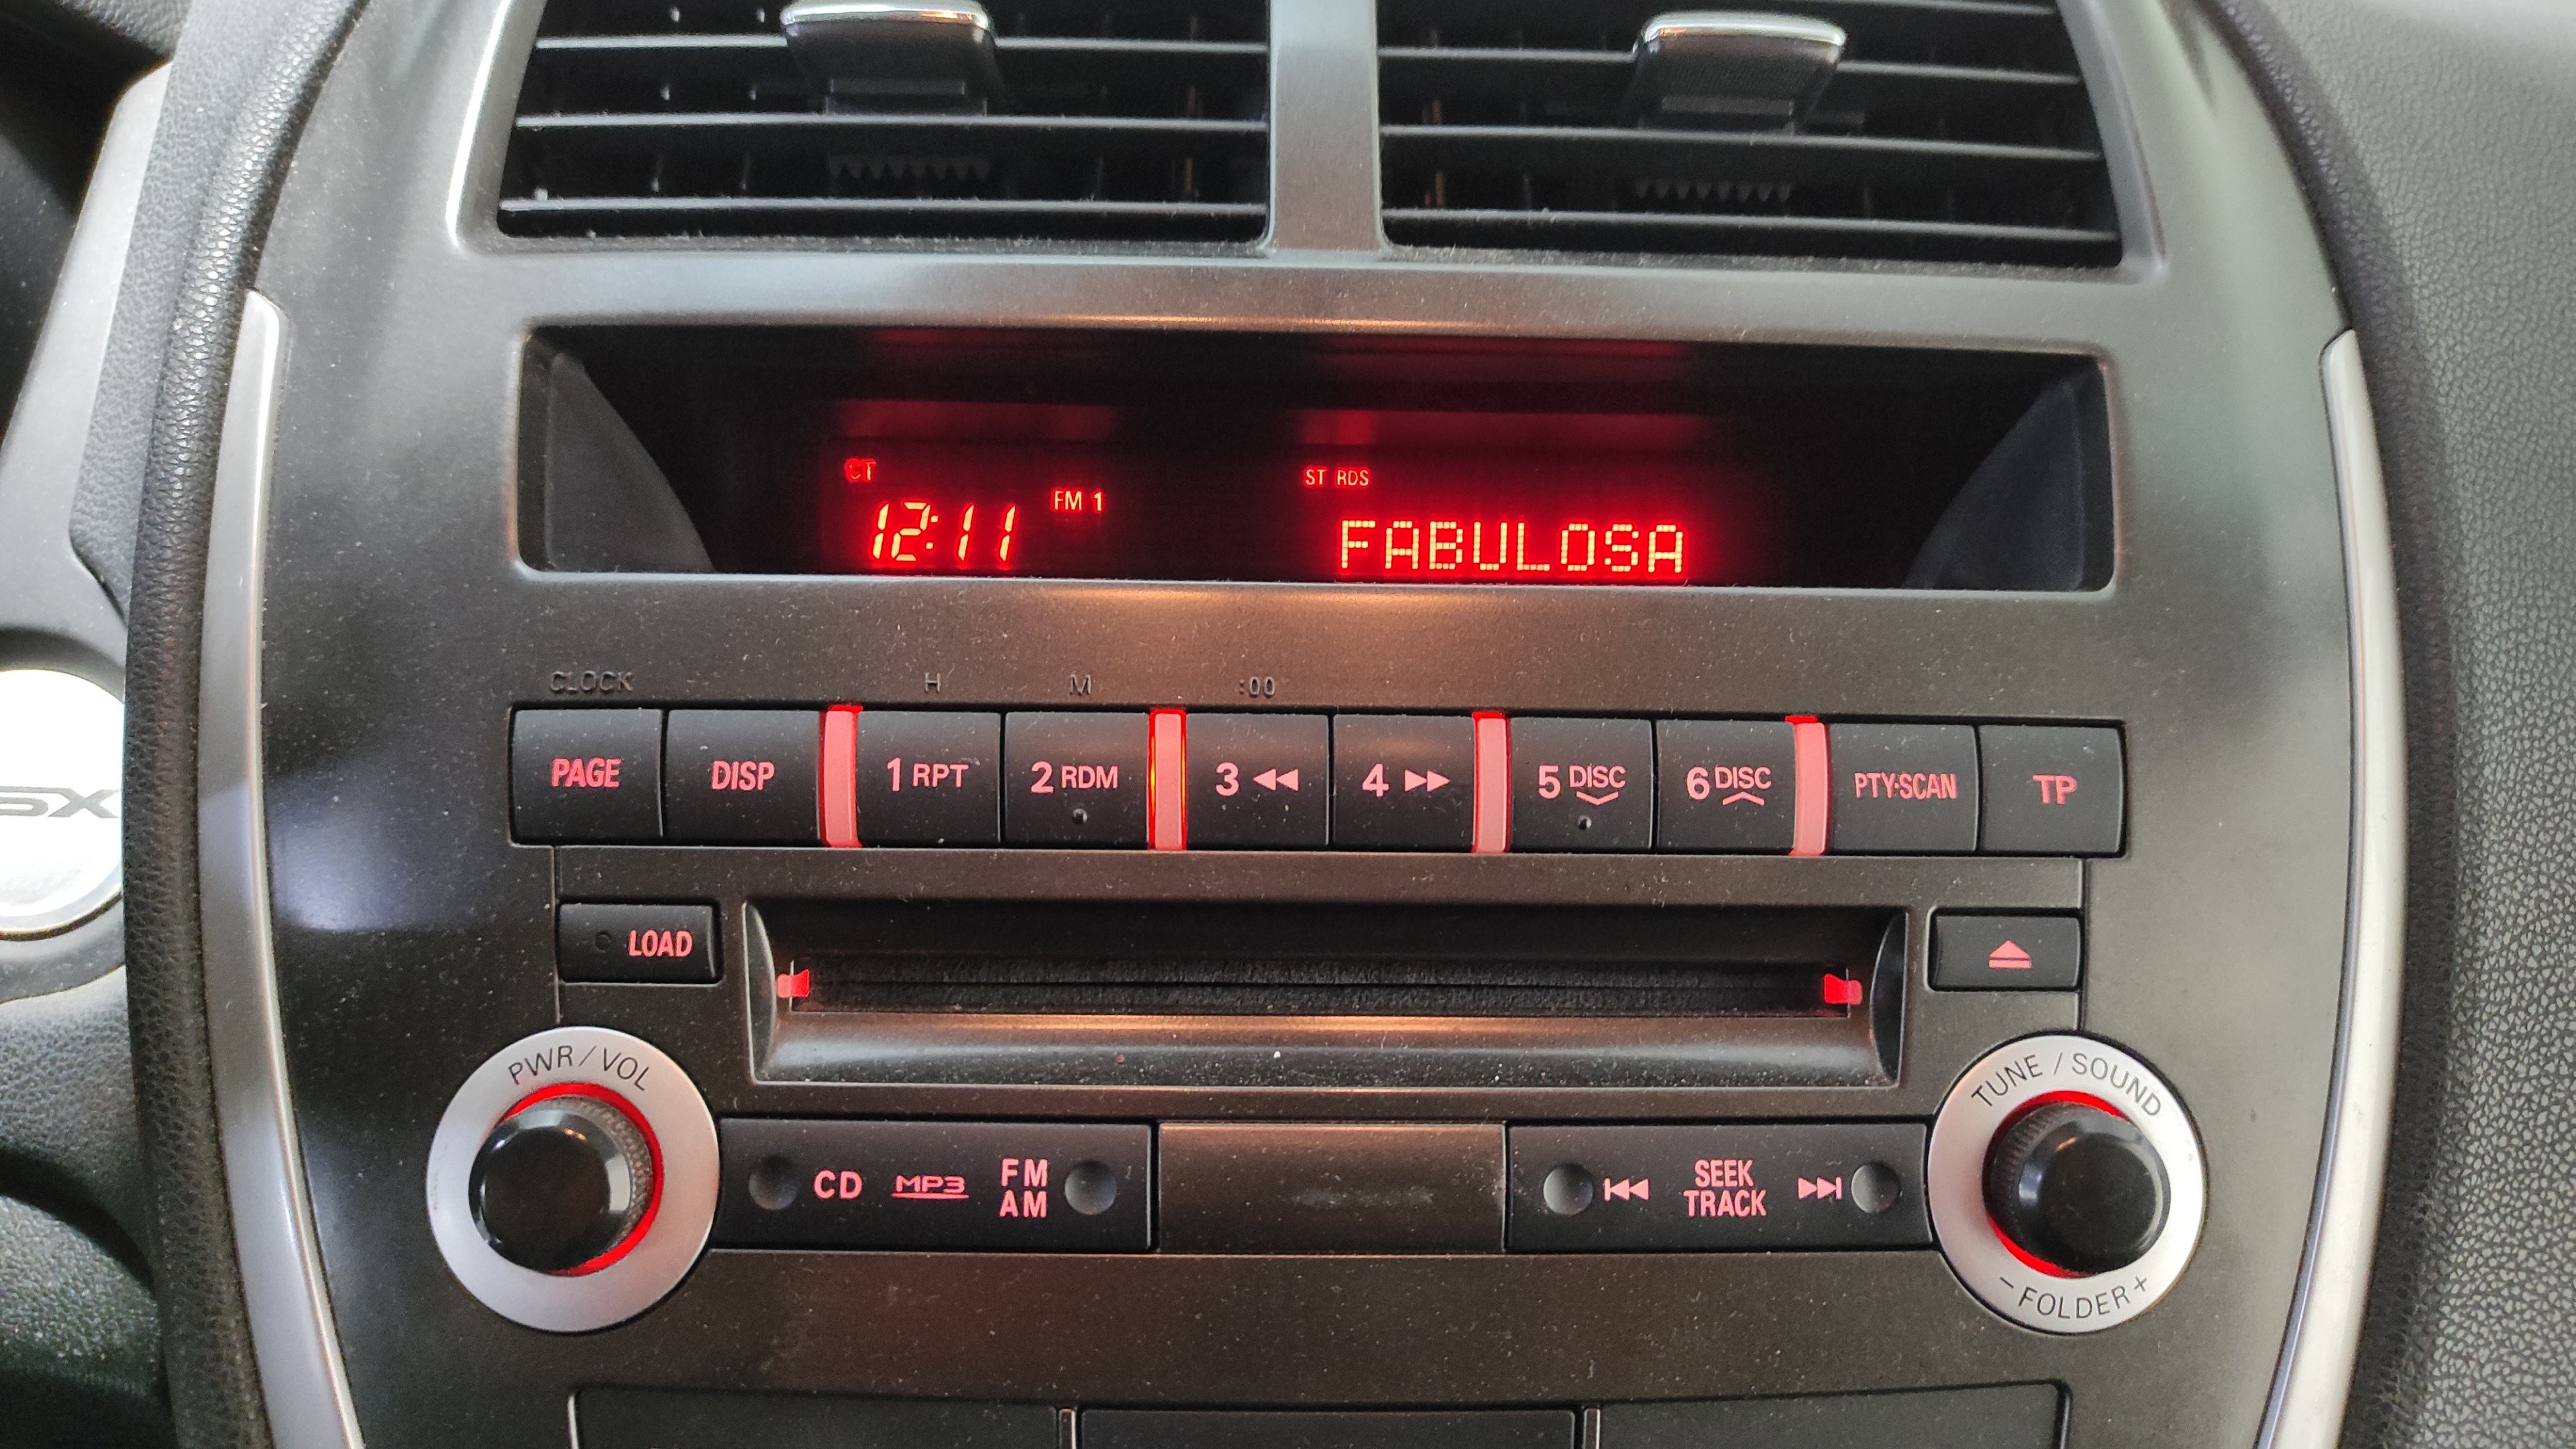 CT
12:11 FM 1
ST RDS
FABULOSA
CLOCK H M :00
PAGE DISP 1 RPT 2 RDM 3 4 5 DISC 6 DISC PTY·SCAN TP
LOAD
PWR / VOL
TUNE / SOUND
CD MP3 FM AM
SEEK TRACK
- FOLDER +
SX